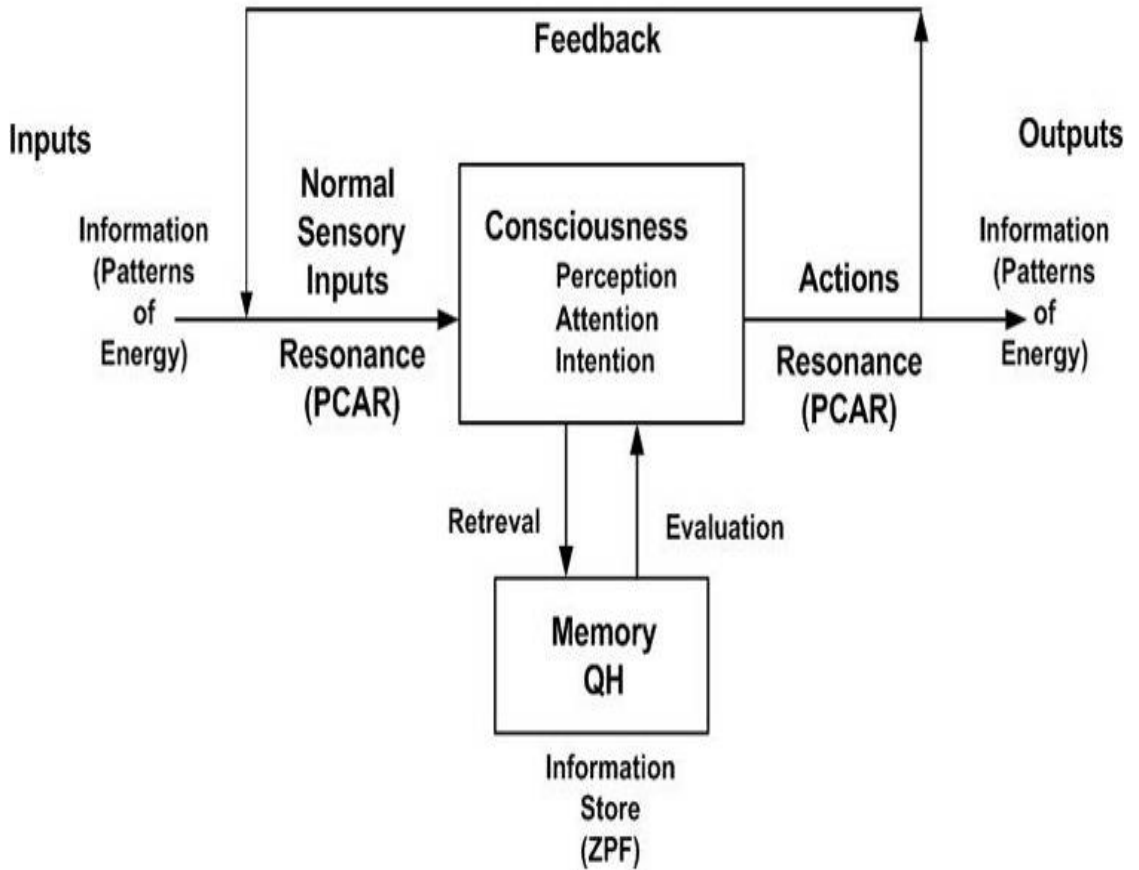 Feedback
Inputs
Outputs
Information
(Patterns
of
Energy)
Normal
Sensory
Inputs
Resonance
(PCAR)
Consciousness
Perception
Attention
Intention
Actions
Resonance
(PCAR)
Information
(Patterns
of
Energy)
Retreval
Evaluation
Memory
QH
Information
Store
(ZPF)